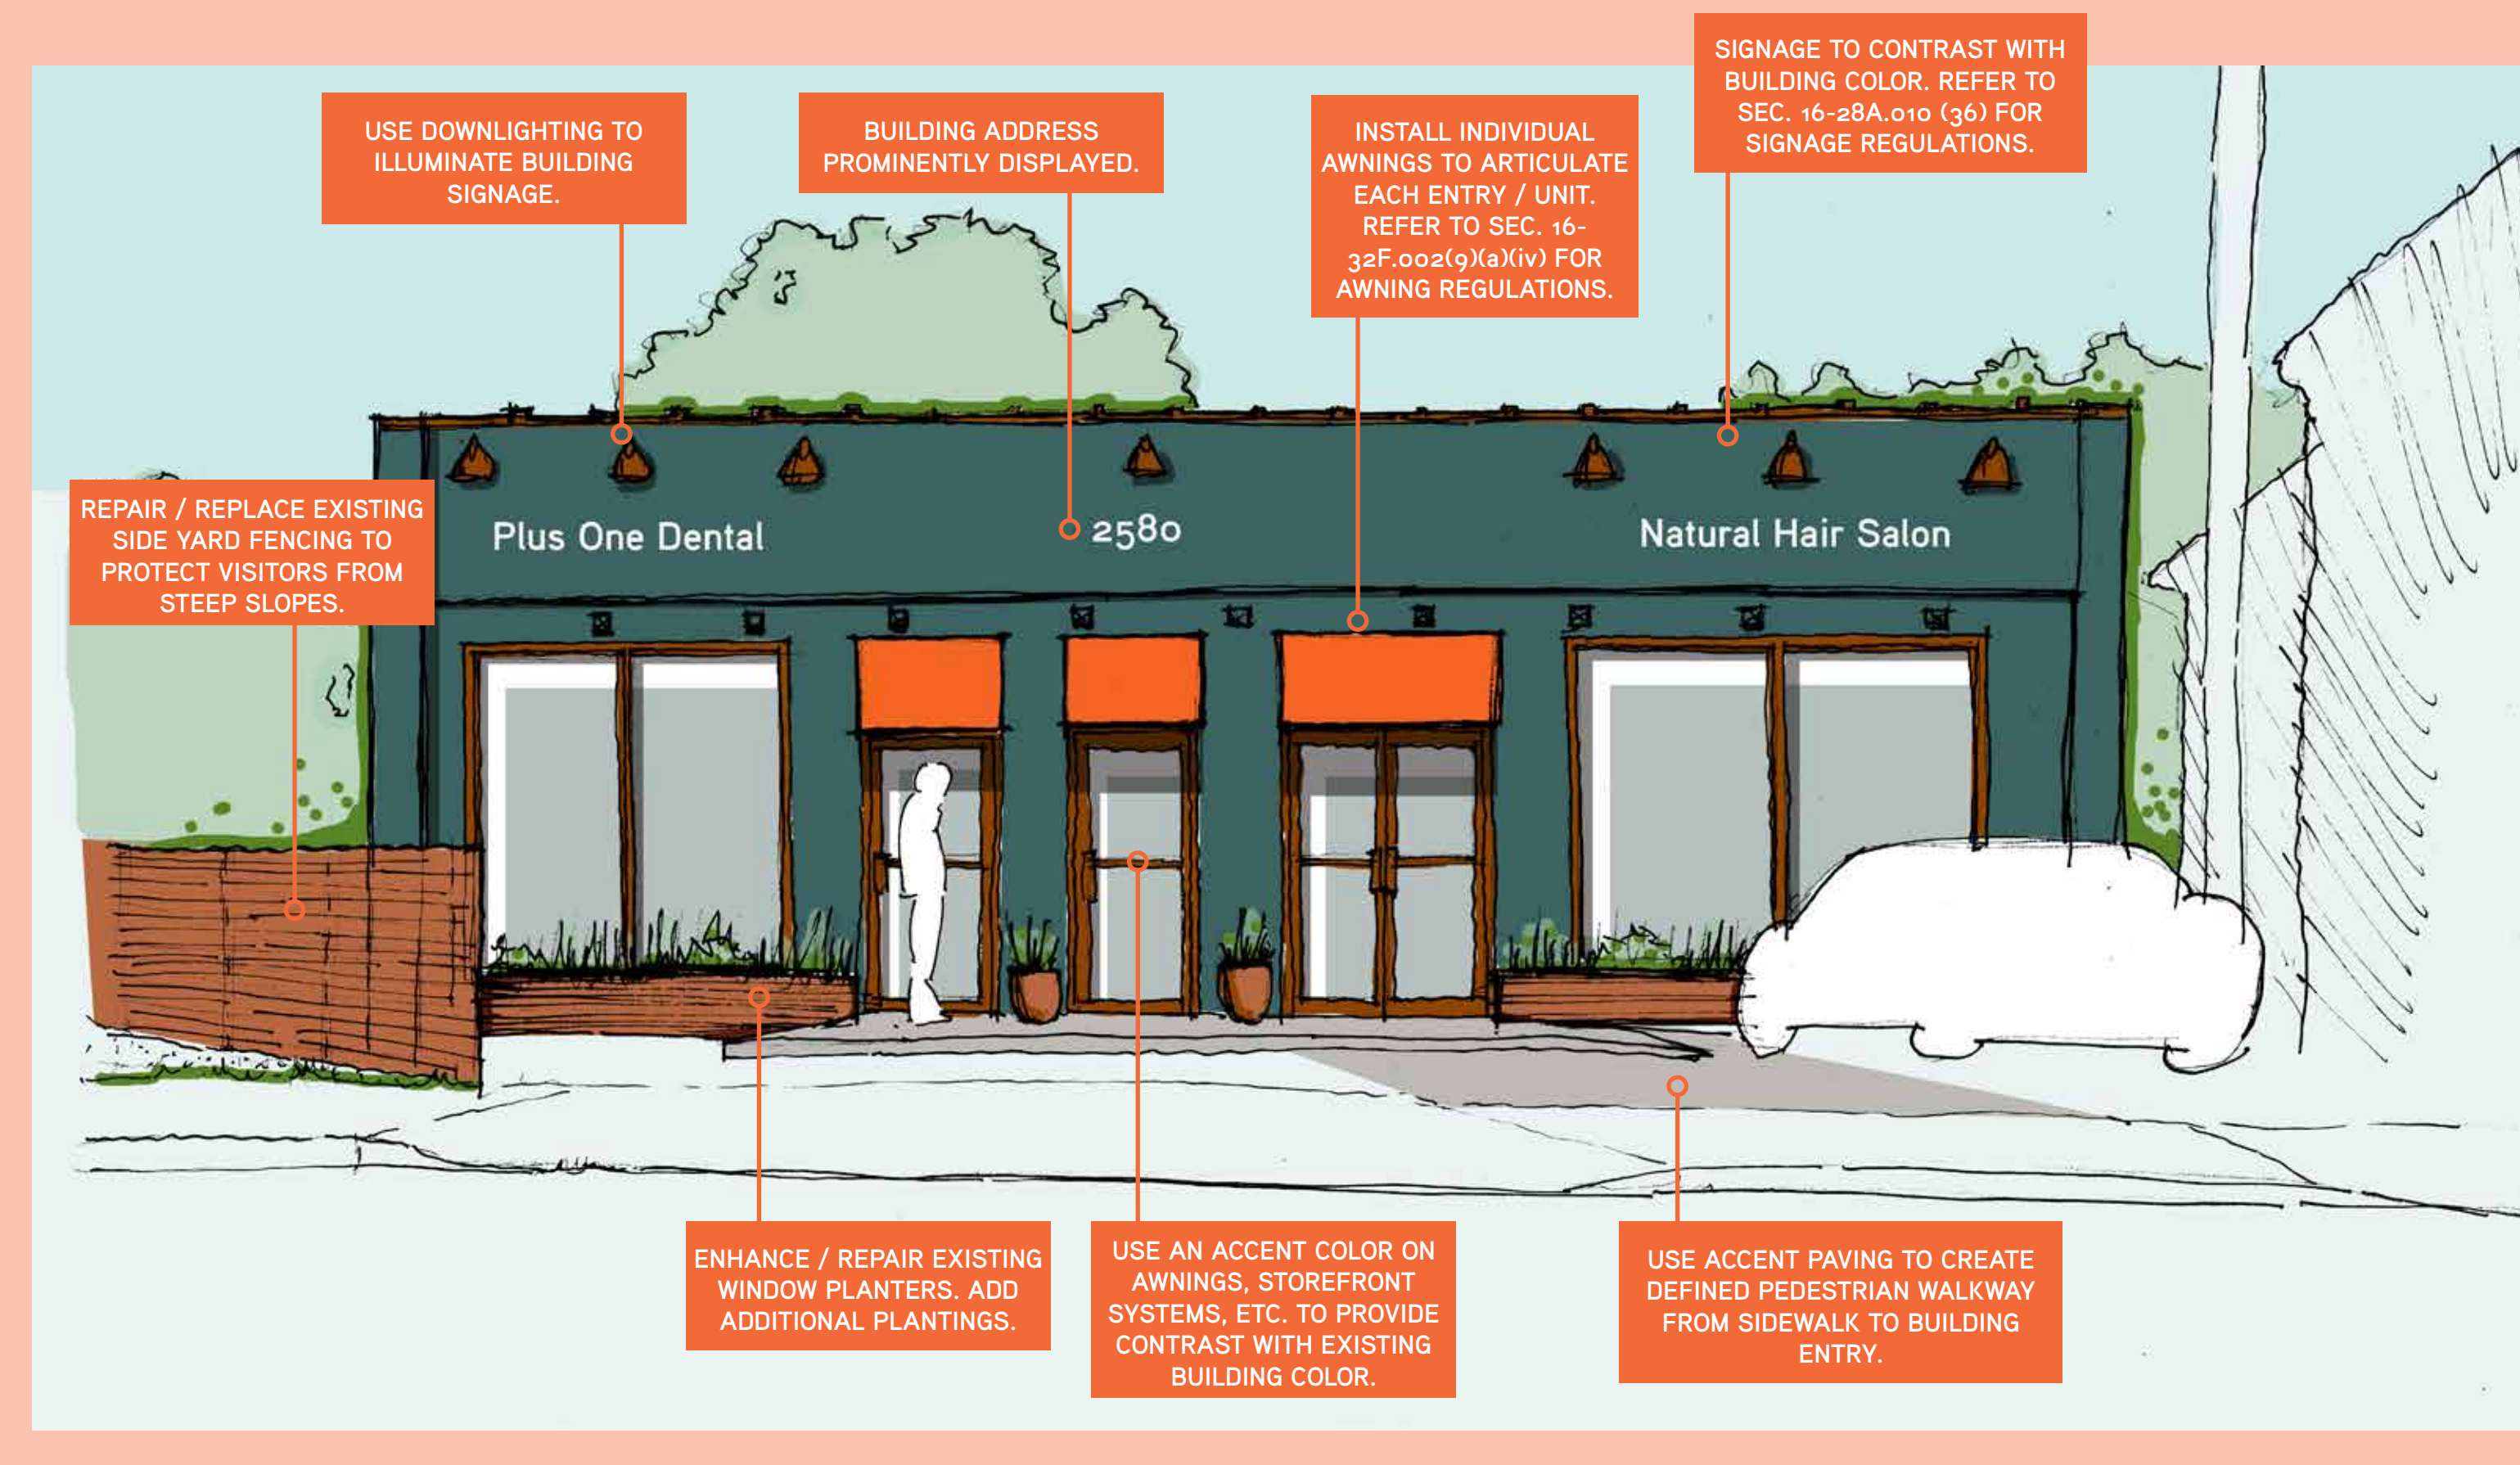 SIGNAGE TO CONTRAST WITH
BUILDING COLOR. REFER TO
SEC. 16-28A.010 (36) FOR
SIGNAGE REGULATIONS.
USE DOWNLIGHTING TO
ILLUMINATE BUILDING
SIGNAGE.
BUILDING ADDRESS
PROMINENTLY DISPLAYED.
INSTALL INDIVIDUAL
AWNINGS TO ARTICULATE
EACH ENTRY / UNIT.
REFER TO SEC. 16-
32F.002(9)(a)(iv) FOR
AWNING REGULATIONS.
REPAIR / REPLACE EXISTING
SIDE YARD FENCING TO
PROTECT VISITORS FROM
STEEP SLOPES.
Plus One Dental
2580
Natural Hair Salon
ENHANCE / REPAIR EXISTING
WINDOW PLANTERS. ADD
ADDITIONAL PLANTINGS.
USE AN ACCENT COLOR ON
AWNINGS, STOREFRONT
SYSTEMS, ETC. TO PROVIDE
CONTRAST WITH EXISTING
BUILDING COLOR.
USE ACCENT PAVING TO CREATE
DEFINED PEDESTRIAN WALKWAY
FROM SIDEWALK TO BUILDING
ENTRY.